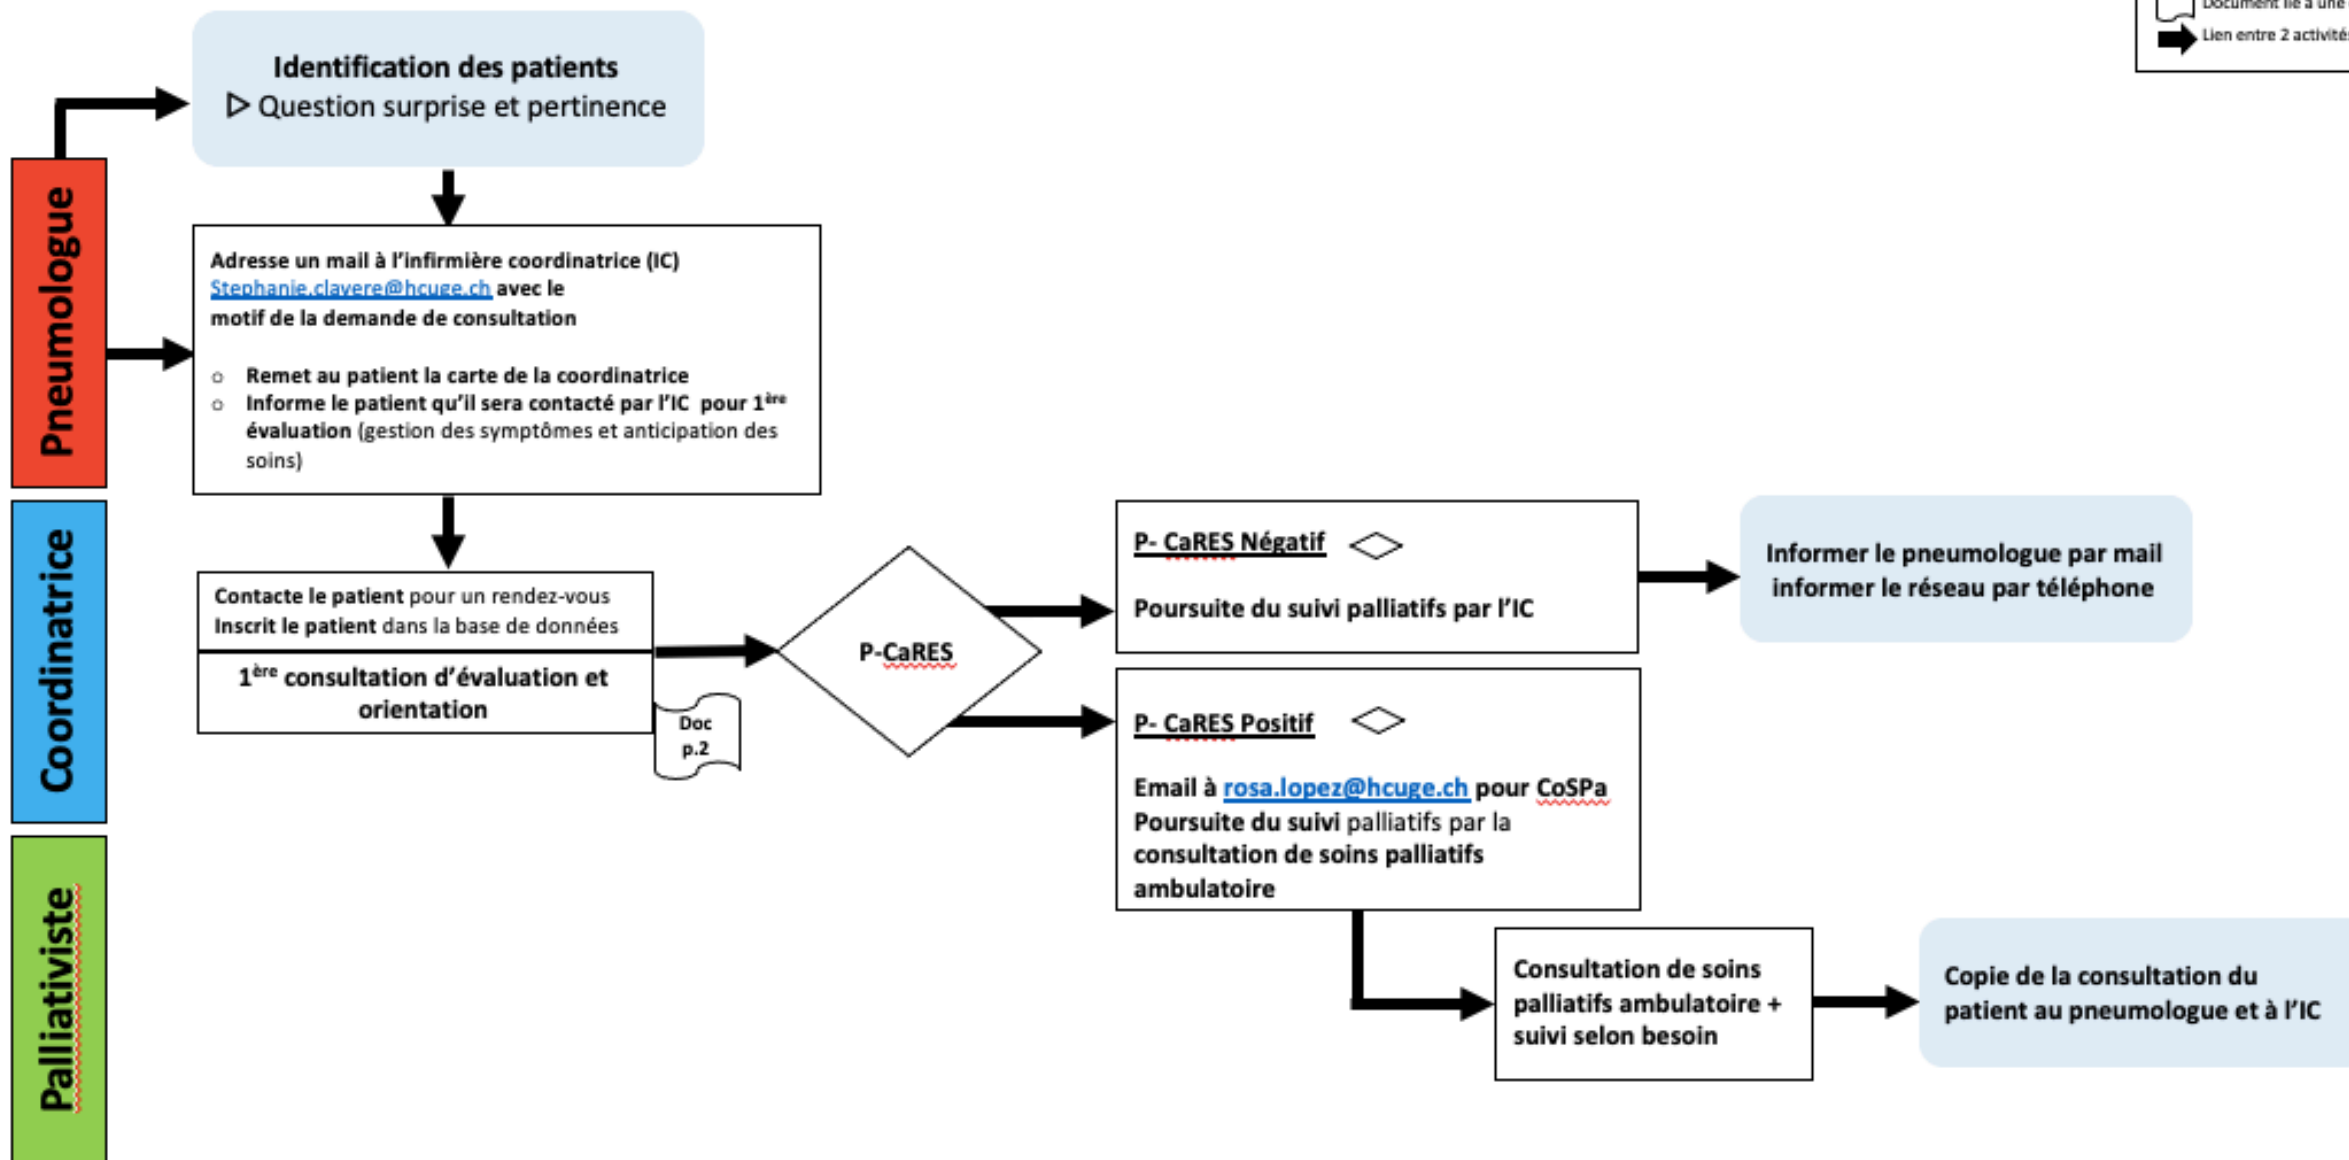 Document lié à une
Lien entre 2 activités
Identification des patients
Question surprise et pertinence
Pneumologue
Adresse un mail à l'infirmière coordinatrice (IC)
Stephanie.clavere@hcuge.ch avec le
motif de la demande de consultation
o Remet au patient la carte de la coordinatrice
o Informe le patient qu'il sera contacté par l'IC pour 1ère
évaluation (gestion des symptômes et anticipation des
soins)
Coordinatrice
Contacte le patient pour un rendez-vous
Inscrit le patient dans la base de données
1ère consultation d'évaluation et
orientation
Doc
p.2
P-CaRES
P- CaRES Négatif
Poursuite du suivi palliatifs par l'IC
Informer le pneumologue par mail
informer le réseau par téléphone
P- CaRES Positif
Email à rosa.lopez@hcuge.ch pour CoSPa
Poursuite du suivi palliatifs par la
consultation de soins palliatifs
ambulatoire
Palliativiste
Consultation de soins
palliatifs ambulatoire +
suivi selon besoin
Copie de la consultation du
patient au pneumologue et à l'IC